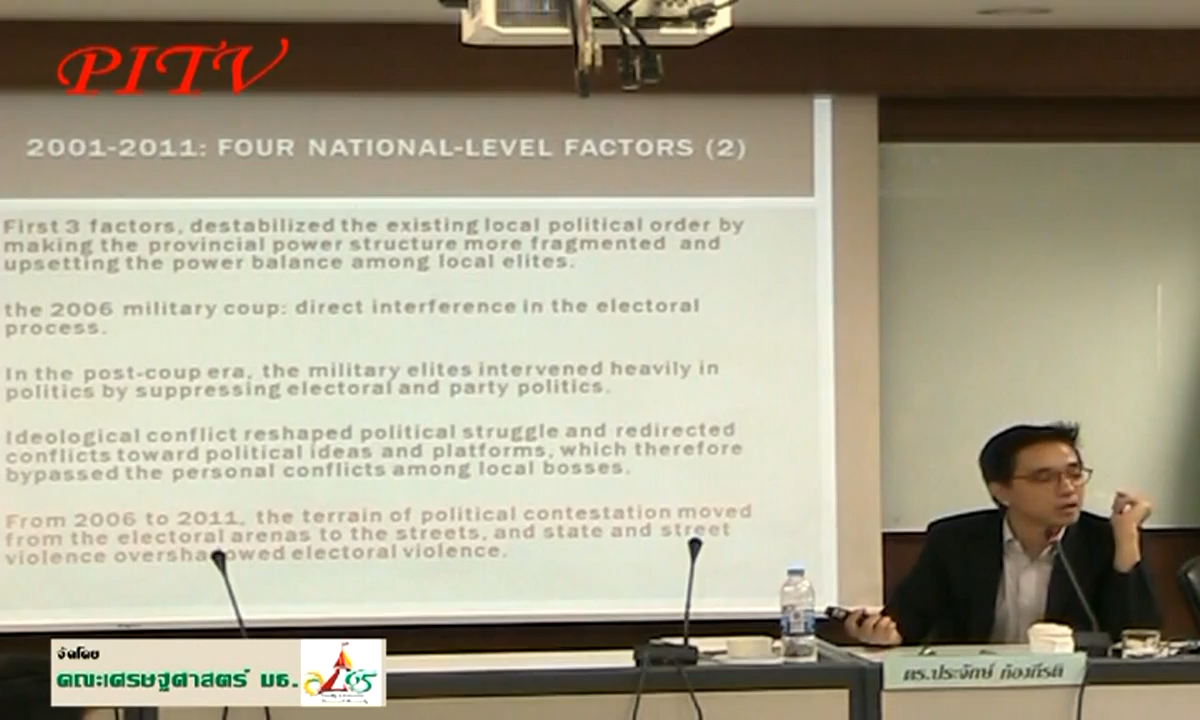 PITV
2001-2011: FOUR NATIONAL-LEVEL FACTORS (2)
First 3 factors, destabilized the existing local political order by
making the provincial power structure more fragmented and
upsetting the power balance among local elites.
the 2006 military coup: direct interference in the electoral
process.
In the post-coup era, the military elites intervened heavily in
politics by suppressing electoral and party politics.
Ideological conflict reshaped political struggle and redirected
conflicts toward political ideas and platforms, which therefore
bypassed the personal conflicts among local bosses.
From 2006 to 2011, the terrain of political contestation moved
from the electoral arenas to the streets, and state and street
violence overshadowed electoral violence.
จัดโดย
คณะเศรษฐศาสตร์ มธ.
ดร.ประจักษ์ ก้องกีรติ